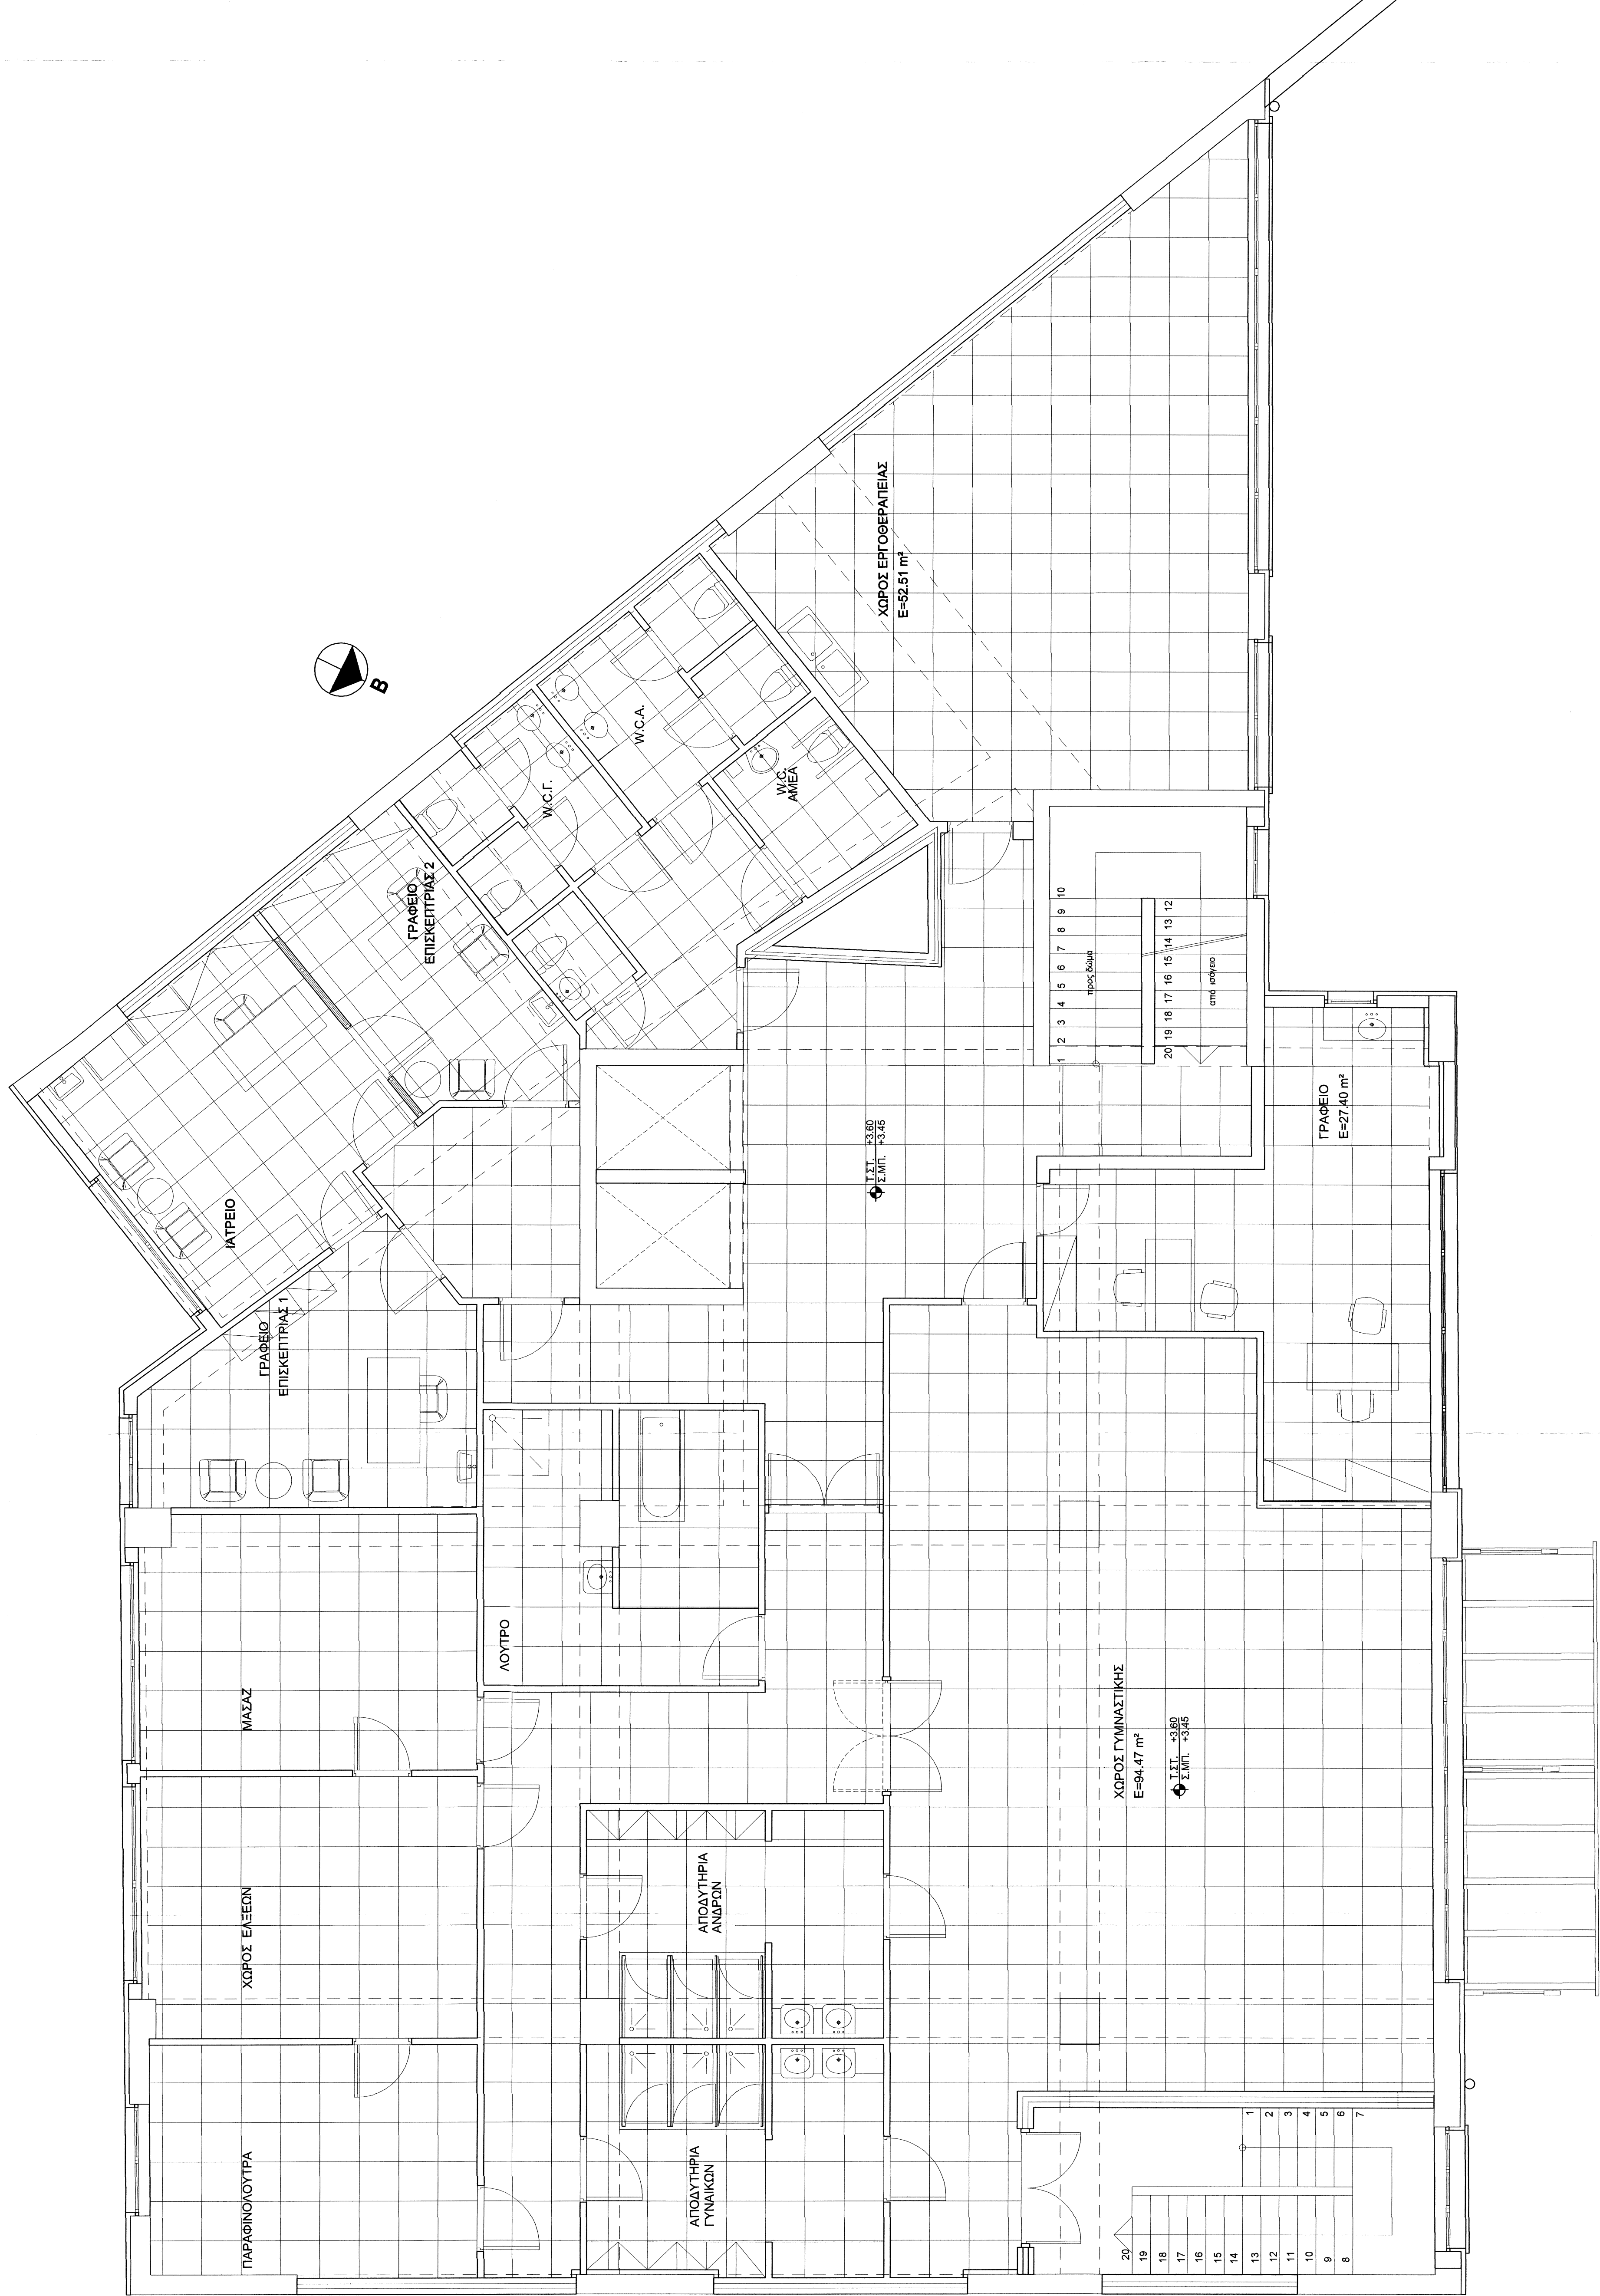 ΧΩΡΟΣ ΕΡΓΟΘΕΡΑΠΕΙΑΣ
E=52.51 m²
B
W.C.A.
W.C.Γ.
W.C.
ΑΜΕΑ
ΓΡΑΦΕΙΟ
ΕΠΙΣΚΕΠΤΡΙΑΣ 2
ΙΑΤΡΕΙΟ
ΓΡΑΦΕΙΟ
ΕΠΙΣΚΕΠΤΡΙΑΣ 1
1 2 3 4 5 6 7 8 9 10
προς δώμα
20 19 18 17 16 15 14 13 12
από ισόγειο
ΓΡΑΦΕΙΟ
E=27.40 m²
Τ.ΣΤ. +3.60
Σ.ΜΠ. +3.45
ΛΟΥΤΡΟ
ΜΑΣΑΖ
ΧΩΡΟΣ ΕΛΞΕΩΝ
ΠΑΡΑΦΙΝΟΛΟΥΤΡΑ
ΑΠΟΔΥΤΗΡΙΑ
ΑΝΔΡΩΝ
ΑΠΟΔΥΤΗΡΙΑ
ΓΥΝΑΙΚΩΝ
ΧΩΡΟΣ ΓΥΜΝΑΣΤΙΚΗΣ
E=94.47 m²
Τ.ΣΤ. +3.60
Σ.ΜΠ. +3.45
1 2 3 4 5 6 7
20 19 18 17 16 15 14 13 12 11 10 9 8